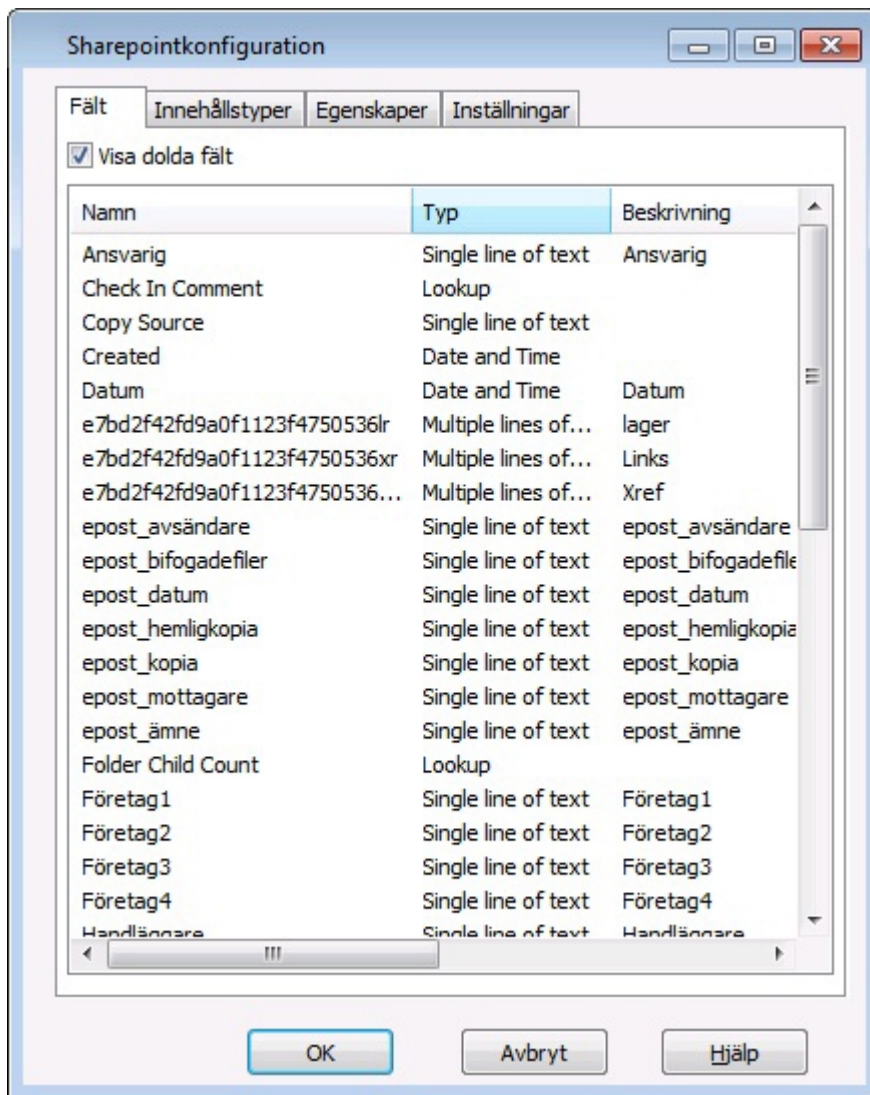 Sharepointkonfiguration
Fält Innehållstyper Egenskaper Inställningar
Visa dolda fält
Namn Typ Beskrivning
Ansvarig Single line of text Ansvarig
Check In Comment Lookup
Copy Source Single line of text
Created Date and Time
Datum Date and Time Datum
e7bd2f42fd9a0f1123f4750536lr Multiple lines of... lager
e7bd2f42fd9a0f1123f4750536xr Multiple lines of... Links
e7bd2f42fd9a0f1123f4750536... Multiple lines of... Xref
epost_avsändare Single line of text epost_avsändare
epost_bifogadefiler Single line of text epost_bifogadefile
epost_datum Single line of text epost_datum
epost_hemligkopia Single line of text epost_hemligkopia
epost_kopia Single line of text epost_kopia
epost_mottagare Single line of text epost_mottagare
epost_ämne Single line of text epost_ämne
Folder Child Count Lookup
Företag1 Single line of text Företag1
Företag2 Single line of text Företag2
Företag3 Single line of text Företag3
Företag4 Single line of text Företag4
Handläggare Single line of text Handläggare
OK Avbryt Hjälp